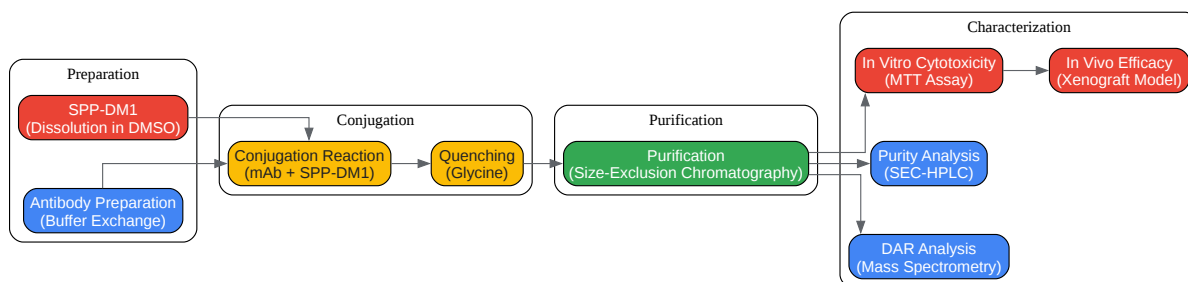 Preparation
SPP-DM1
(Dissolution in DMSO)
Antibody Preparation
(Buffer Exchange)
Conjugation
Conjugation Reaction
(mAb + SPP-DM1)
Quenching
(Glycine)
Purification
Purification
(Size-Exclusion Chromatography)
Characterization
In Vitro Cytotoxicity
(MTT Assay)
In Vivo Efficacy
(Xenograft Model)
Purity Analysis
(SEC-HPLC)
DAR Analysis
(Mass Spectrometry)